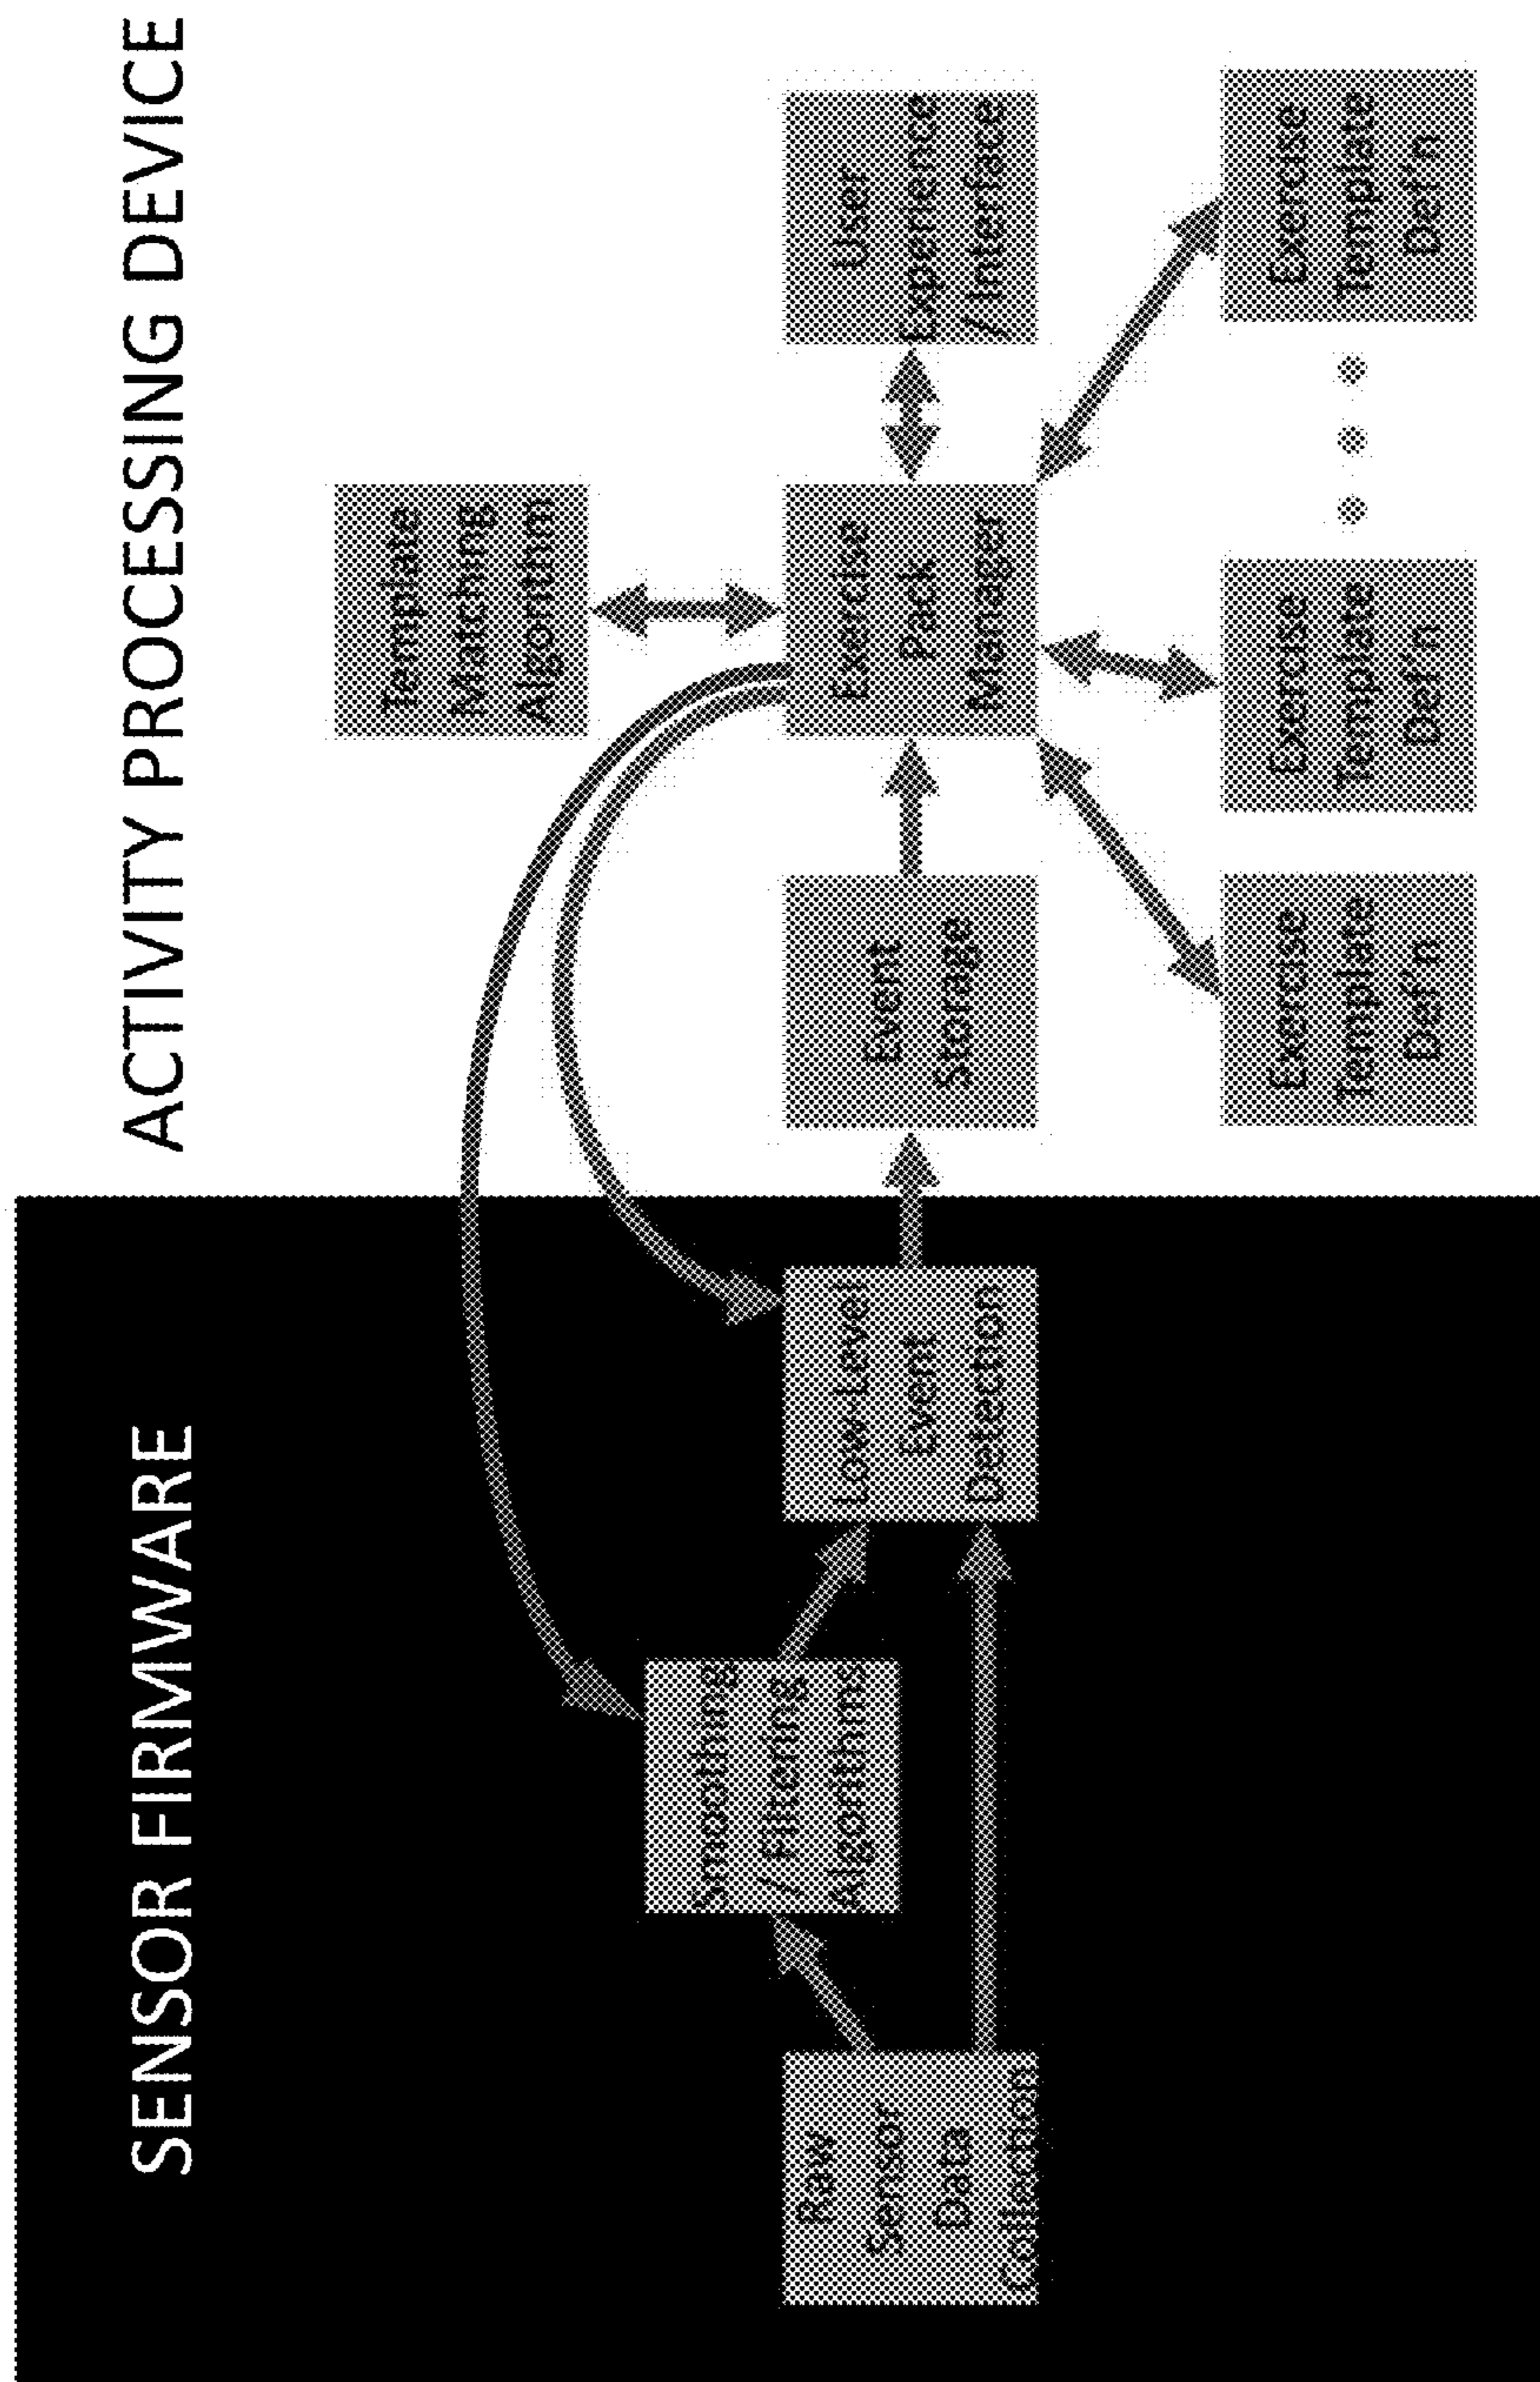 SENSOR FIRMWARE
ACTIVITY PROCESSING DEVICE
Raw
Sensor
Data
Collection
Smoothing
/ Filtering
Algorithms
Low-Level
Event
Detection
Event
Storage
Template
Matching
Algorithm
Exercise
Pack
Manager
User
Experience
/ Interface
Exercise
Template
Def'n
Exercise
Template
Def'n
Exercise
Template
Def'n